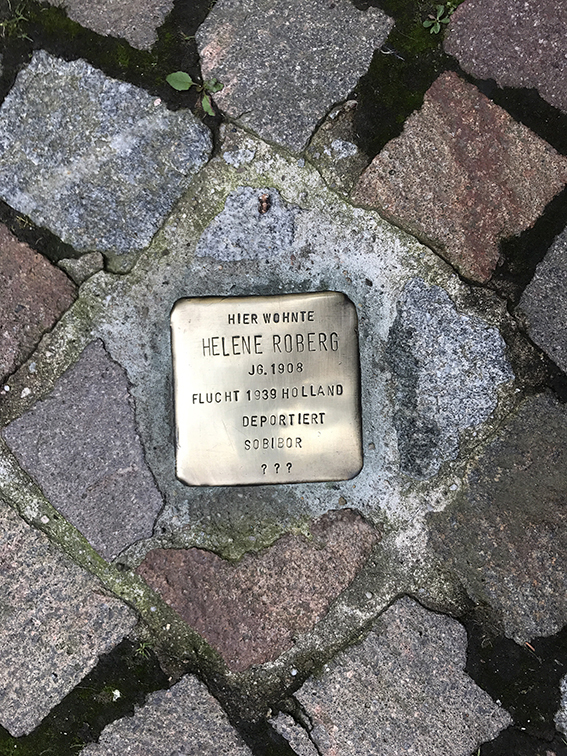 HIER WOHNTE
HELENE ROBERG
JG. 1908
FLUCHT 1939 HOLLAND
DEPORTIERT
SOBIBOR
???